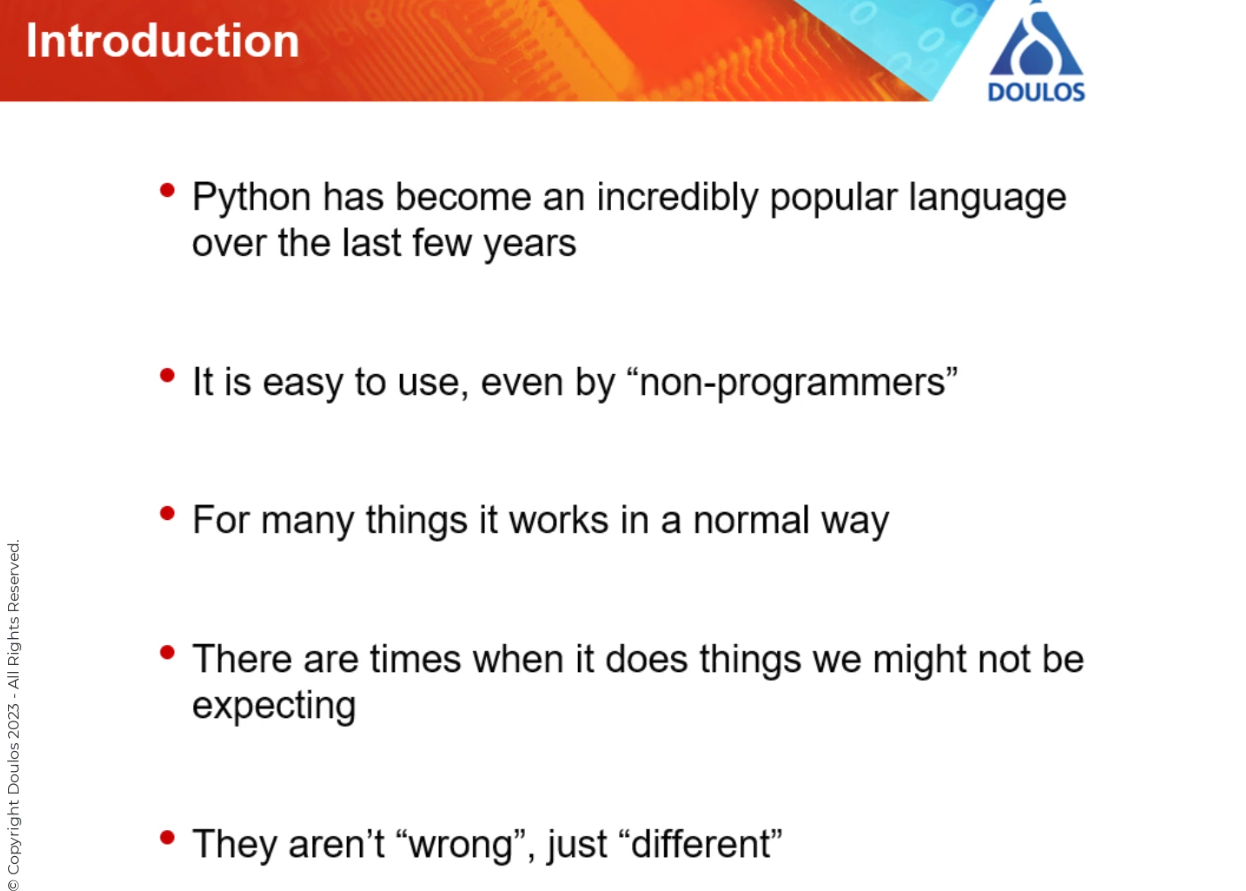 Introduction
DOULOS
• Python has become an incredibly popular language
over the last few years
• It is easy to use, even by “non-programmers”
• For many things it works in a normal way
• There are times when it does things we might not be
expecting
• They aren’t “wrong”, just “different”
© Copyright Doulos 2023 - All Rights Reserved.